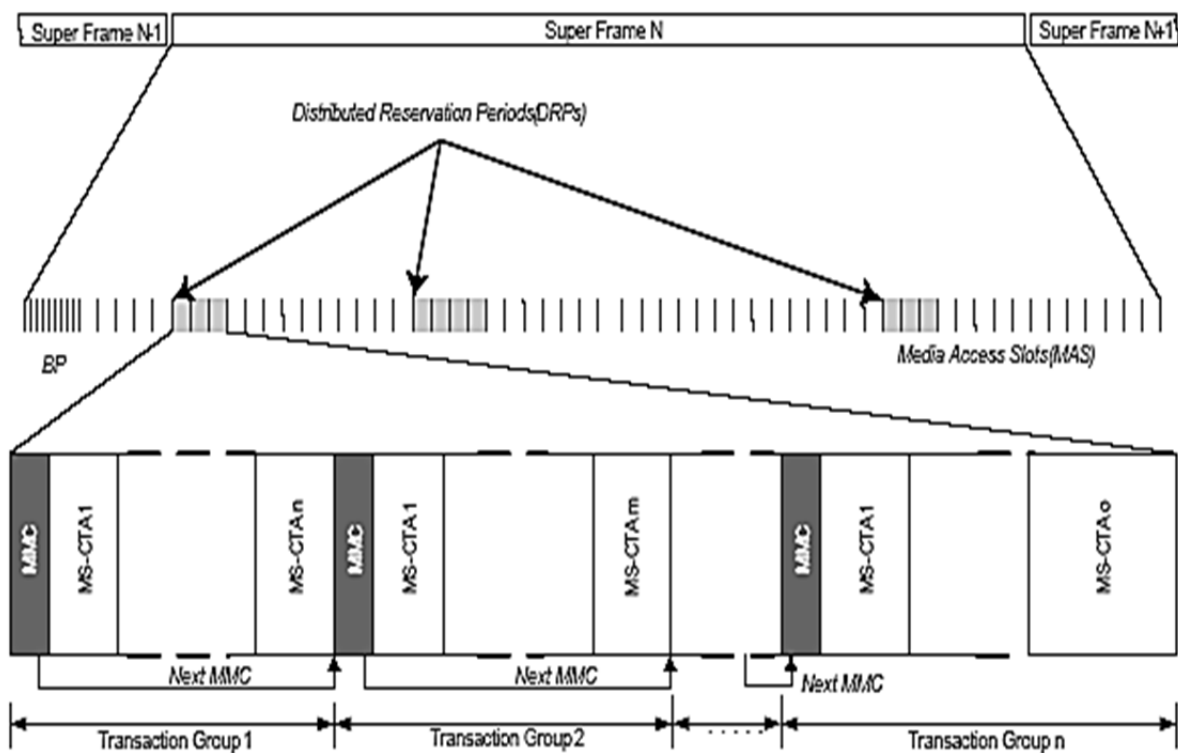 Super Frame N-1
Super Frame N
Super Frame N+1
Distributed Reservation Periods(DRPs)
BP
Media Access Slots(MAS)
MMC
MS-CTA1
MS-CTAn
MMC
MS-CTA1
MS-CTAm
MMC
MS-CTA1
MS-CTAo
Next MMC
Next MMC
Next MMC
Transaction Group 1
Transaction Group 2
.....
Transaction Group n